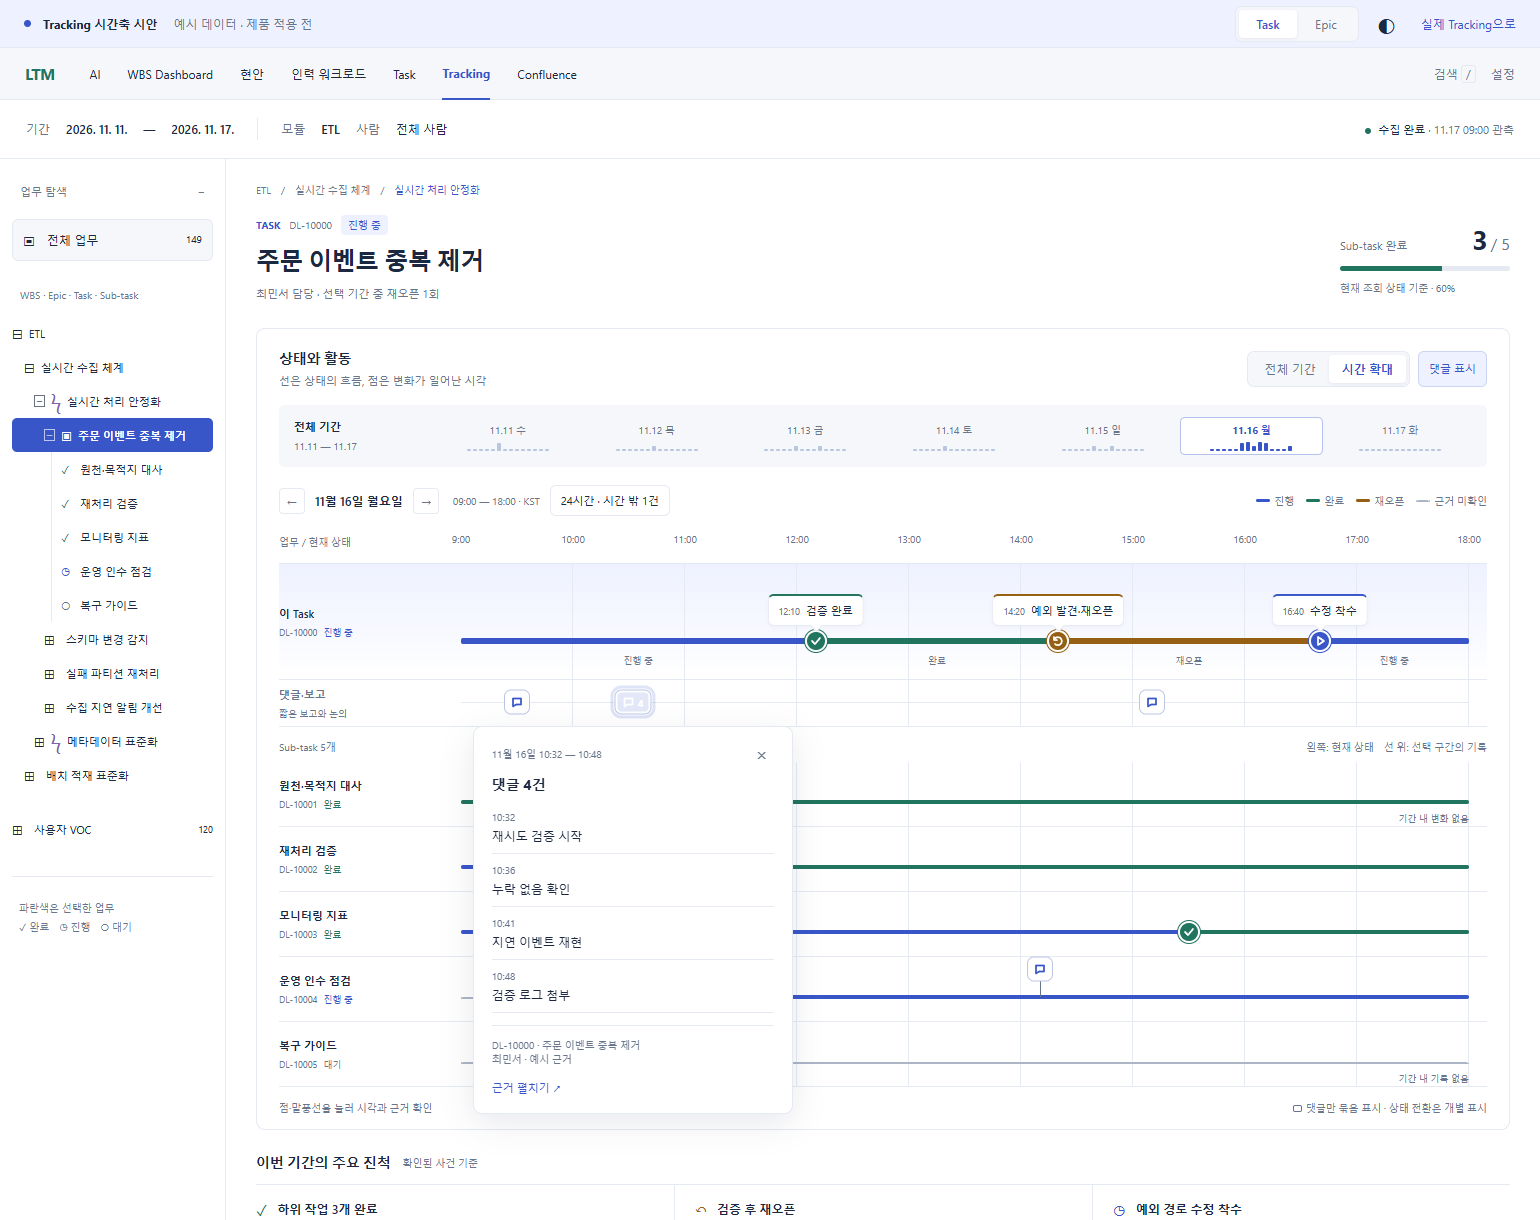 Tracking 시간축 시안 예시 데이터 · 제품 적용 전
Task Epic 실제 Tracking으로
LTM AI WBS Dashboard 현안 인력 워크로드 Task Tracking Confluence 검색 / 설정
기간 2026. 11. 11. — 2026. 11. 17. 모듈 ETL 사람 전체 사람 수집 완료 · 11.17 09:00 관측
업무 탐색 –
전체 업무 149
WBS · Epic · Task · Sub-task
ETL
실시간 수집 체계
실시간 처리 안정화
주문 이벤트 중복 제거
원천·목적지 대사
재처리 검증
모니터링 지표
운영 인수 점검
복구 가이드
스키마 변경 감지
실패 파티션 재처리
수집 지연 알림 개선
메타데이터 표준화
배치 적재 표준화
사용자 VOC 120
파란색은 선택한 업무
✓ 완료 진행 대기
ETL / 실시간 수집 체계 / 실시간 처리 안정화
TASK DL-10000 진행 중
주문 이벤트 중복 제거
최민서 담당 · 선택 기간 중 재오픈 1회
Sub-task 완료 3 / 5
현재 조회 상태 기준 · 60%
상태와 활동
선은 상태의 흐름, 점은 변화가 일어난 시각
전체 기간 시간 확대 댓글 표시
전체 기간
11.11 — 11.17
11.11 수 11.12 목 11.13 금 11.14 토 11.15 일 11.16 월 11.17 화
← 11월 16일 월요일 → 09:00 — 18:00 · KST 24시간 · 시간 밖 1건
진행 완료 재오픈 근거 미확인
업무 / 현재 상태 9:00 10:00 11:00 12:00 13:00 14:00 15:00 16:00 17:00 18:00
이 Task
DL-10000 진행 중
12:10 검증 완료
14:20 예외 발견·재오픈
16:40 수정 착수
진행 중 완료 재오픈 진행 중
댓글·보고
짧은 보고와 논의
4
Sub-task 5개
왼쪽: 현재 상태 선 위: 선택 구간의 기록
원천·목적지 대사
DL-10001 완료
기간 내 변화 없음
재처리 검증
DL-10002 완료
모니터링 지표
DL-10003 완료
운영 인수 점검
DL-10004 진행 중
복구 가이드
DL-10005 대기
기간 내 기록 없음
11월 16일 10:32 — 10:48 ×
댓글 4건
10:32
재시도 검증 시작
10:36
누락 없음 확인
10:41
지연 이벤트 재현
10:48
검증 로그 첨부
DL-10000 · 주문 이벤트 중복 제거
최민서 · 예시 근거
근거 펼치기 ↗
점·말풍선을 눌러 시각과 근거 확인
댓글만 묶음 표시 · 상태 전환은 개별 표시
이번 기간의 주요 진척 확인된 사건 기준
✓ 하위 작업 3개 완료
검증 후 재오픈
예외 경로 수정 착수